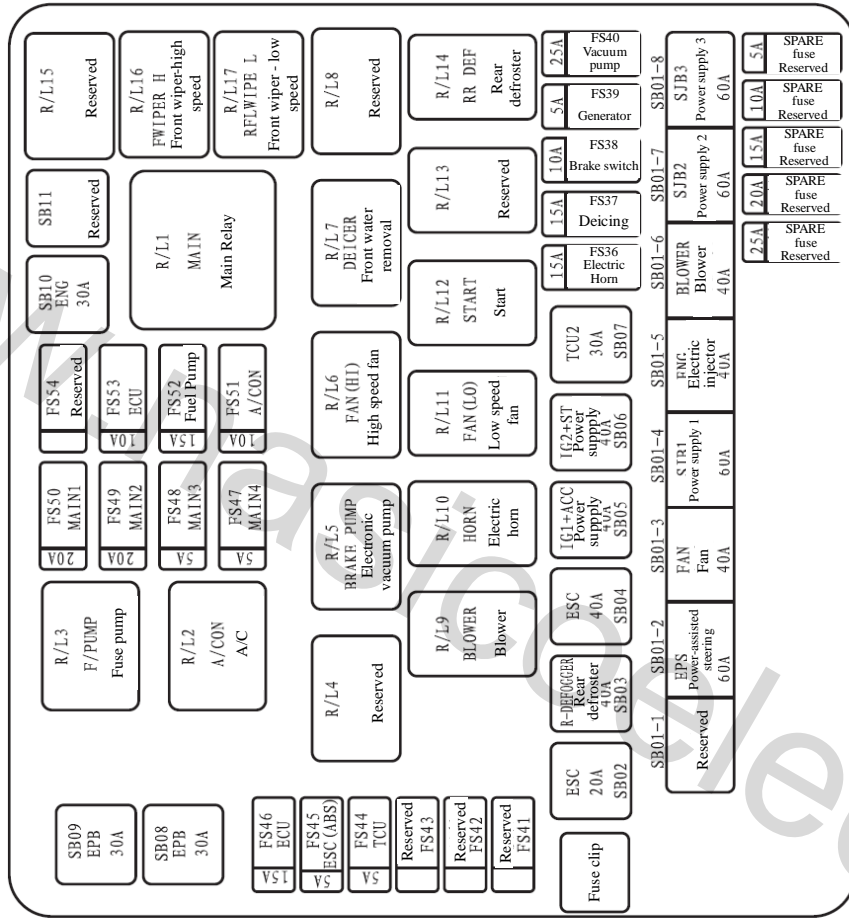 R/L15
Reserved
R/L16
FWIPER H
Front wiper-high
speed
R/L17
RFLWIPE L
Front wiper - low
speed
R/L8
Reserved
R/L14
RR DEF
Rear
defroster
25A
FS40
Vacuum
pump
5A
FS39
Generator
10A
FS38
Brake switch
15A
FS37
Deicing
15A
FS36
Electric
Horn
SB01-8
SJB3
Power supply 3
60A
SB01-7
SJB2
Power supply 2
60A
SB01-6
BLOWER
Blower
40A
SB01-5
ENG
Electric
injector
40A
SB01-4
SJB1
Power supply 1
60A
SB01-3
FAN
Fan
40A
SB01-2
EPS
Power-assisted
steering
60A
SB01-1
Reserved
5A
SPARE
fuse
Reserved
10A
SPARE
fuse
Reserved
15A
SPARE
fuse
Reserved
20A
SPARE
fuse
Reserved
25A
SPARE
fuse
Reserved
SB11
Reserved
SB10
ENG
30A
R/L1
MAIN
Main Relay
R/L7
DEICER
Front water
removal
R/L13
Reserved
R/L12
START
Start
TCU2
30A
SB07
FS54
Reserved
FS53
ECU
10A
FS52
Fuel Pump
15A
FS51
A/CON
10A
R/L6
FAN(HI)
High speed fan
R/L11
FAN(LO)
Low speed
fan
IG2+ST
Power
suppply
40A
SB06
FS50
MAIN1
20A
FS49
MAIN2
20A
FS48
MAIN3
5A
FS47
MAIN4
5A
R/L5
BRAKE PUMP
Electronic
vacuum pump
R/L10
HORN
Electric
horn
IG1+ACC
Power
suppply
40A
SB05
R/L3
F/PUMP
Fuse pump
R/L2
A/CON
A/C
R/L4
Reserved
R/L9
BLOWER
Blower
ESC
40A
SB04
R-DEFOGGER
Rear
defroster
40A
SB03
ESC
20A
SB02
SB09
EPB
30A
SB08
EPB
30A
FS46
ECU
15A
FS45
ESC(ABS)
5A
FS44
TCU
5A
Reserved
FS43
Reserved
FS42
Reserved
FS41
Fuse clip